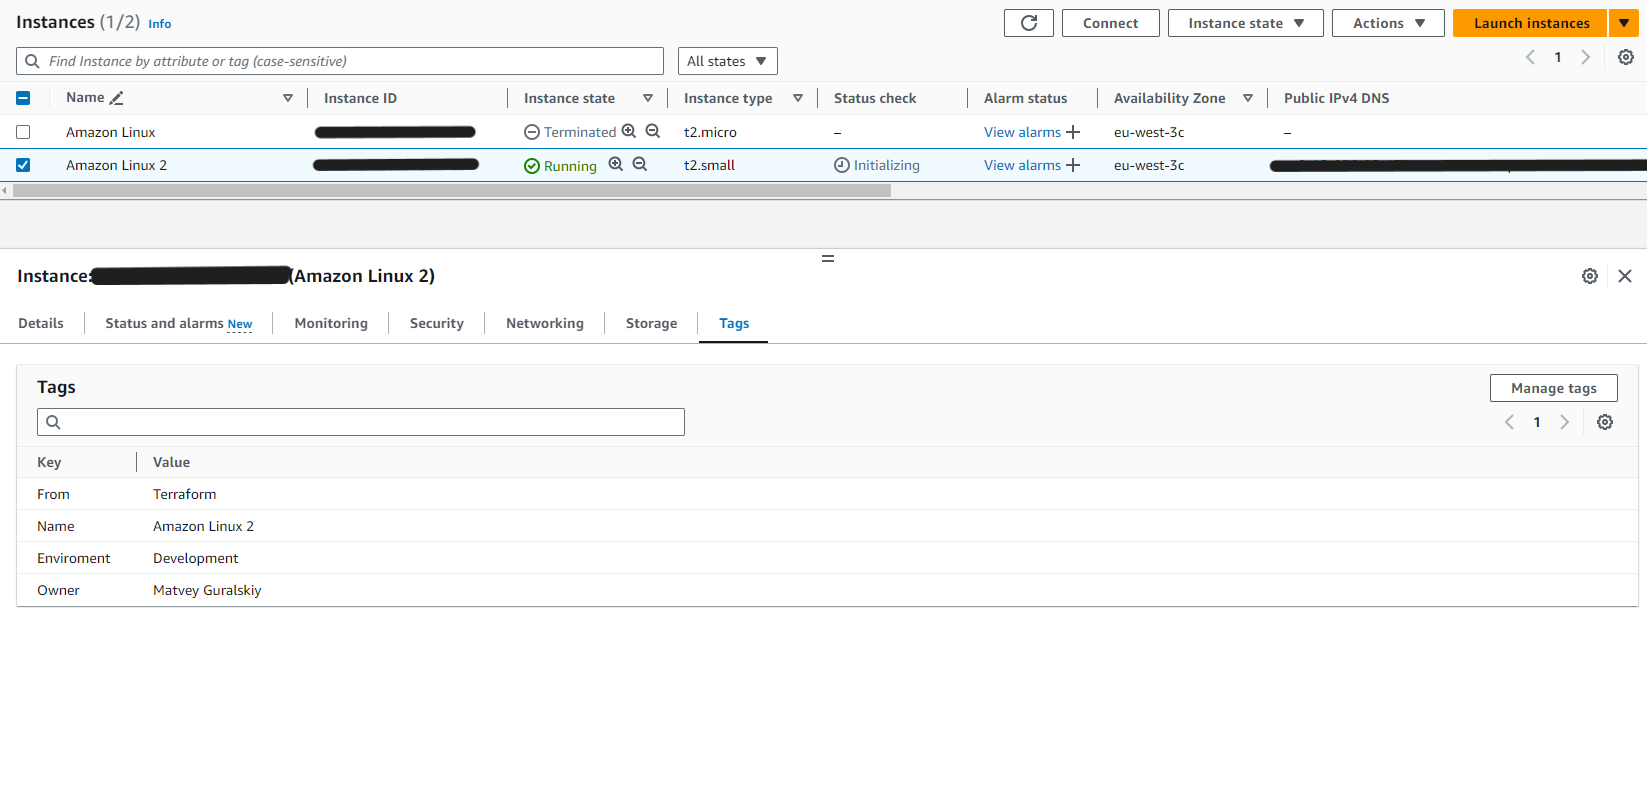 Instances (1/2) Info Connect Instance state Actions Launch instances
Find Instance by attribute or tag (case-sensitive) All states 1
Name Instance ID Instance state Instance type Status check Alarm status Availability Zone Public IPv4 DNS
Amazon Linux Terminated t2.micro – View alarms + eu-west-3c –
Amazon Linux 2 Running t2.small Initializing View alarms + eu-west-3c
Instance: (Amazon Linux 2)
Details Status and alarms New Monitoring Security Networking Storage Tags
Tags Manage tags
1
Key Value
From Terraform
Name Amazon Linux 2
Enviroment Development
Owner Matvey Guralskiy